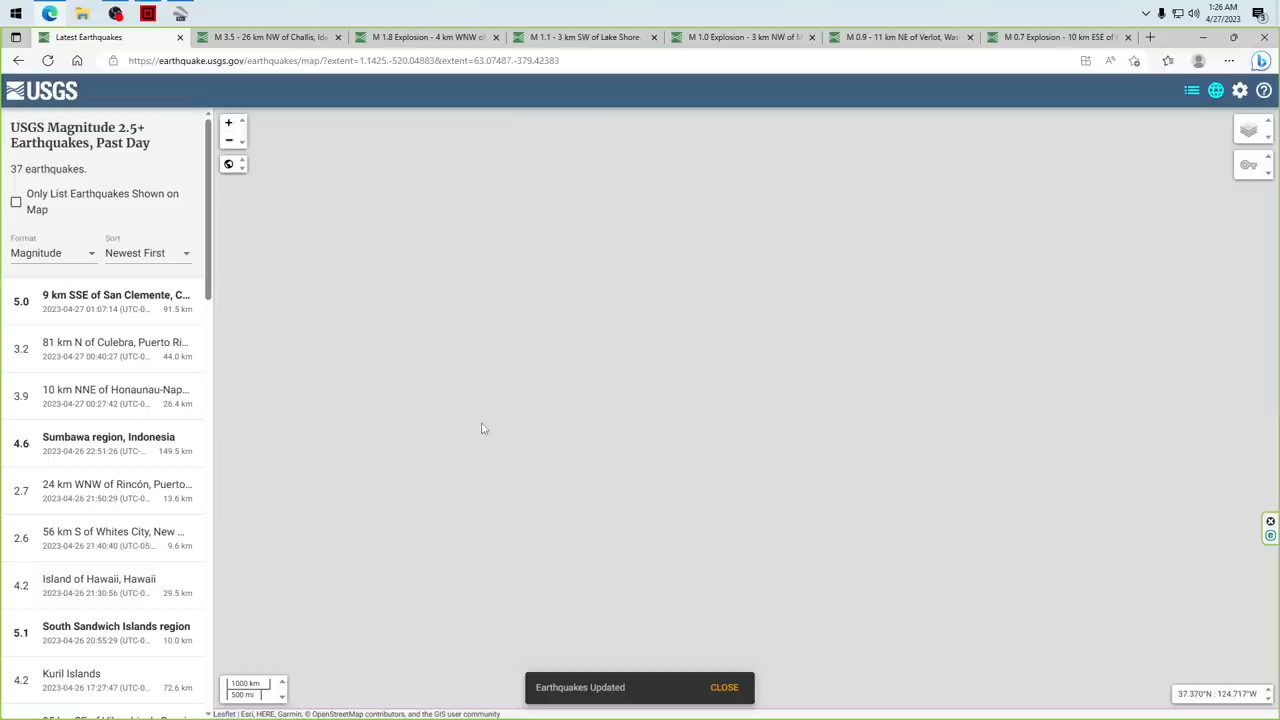 1:26 AM
4/27/2023
3
Latest Earthquakes
M 3.5 - 26 km NW of Challis, Ida
M 1.8 Explosion - 4 km WNW of
M 1.1 - 3 km SW of Lake Shore
M 1.0 Explosion - 3 km NW of M
M 0.9 - 11 km NE of Verlot, Was
M 0.7 Explosion - 10 km ESE of
https://earthquake.usgs.gov/earthquakes/map/?extent=1.1425,-520.04883&extent=63.07487,-379.42383
USGS
USGS Magnitude 2.5+
Earthquakes, Past Day
37 earthquakes.
Only List Earthquakes Shown on
Map
Format
Sort
Magnitude
Newest First
5.0
9 km SSE of San Clemente, C...
2023-04-27 01:07:14 (UTC-0... 91.5 km
3.2
81 km N of Culebra, Puerto Ri...
2023-04-27 00:40:27 (UTC-0... 44.0 km
3.9
10 km NNE of Honaunau-Nap...
2023-04-27 00:27:42 (UTC-0... 26.4 km
4.6
Sumbawa region, Indonesia
2023-04-26 22:51:26 (UTC-... 149.5 km
2.7
24 km WNW of Rincón, Puerto...
2023-04-26 21:50:29 (UTC-0... 13.6 km
2.6
56 km S of Whites City, New ...
2023-04-26 21:40:40 (UTC-05:... 9.6 km
4.2
Island of Hawaii, Hawaii
2023-04-26 21:30:56 (UTC-0... 29.5 km
5.1
South Sandwich Islands region
2023-04-26 20:55:29 (UTC-0... 10.0 km
4.2
Kuril Islands
2023-04-26 17:27:47 (UTC-0... 72.6 km
1000 km
500 mi
Earthquakes Updated
CLOSE
37.370°N : 124.717°W
Leaflet | Esri, HERE, Garmin, © OpenStreetMap contributors, and the GIS user community